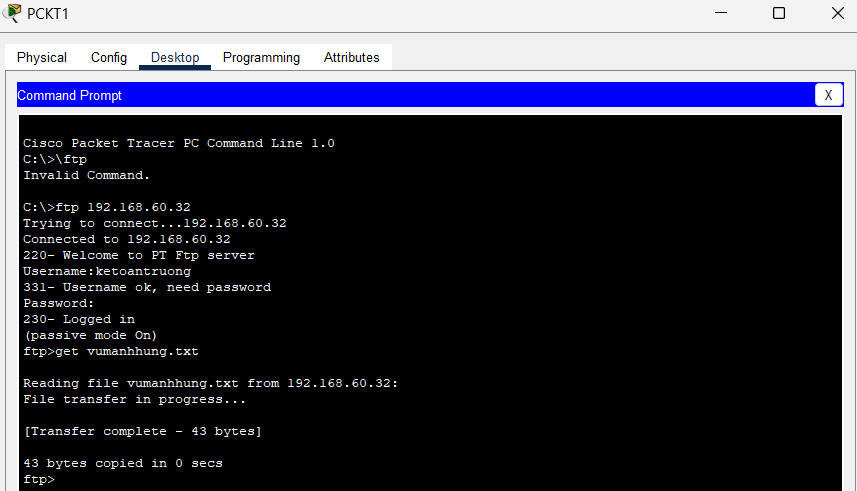 PCKT1
Physical Config Desktop Programming Attributes
Command Prompt X
Cisco Packet Tracer PC Command Line 1.0
C:\>\ftp
Invalid Command.
C:\>ftp 192.168.60.32
Trying to connect...192.168.60.32
Connected to 192.168.60.32
220- Welcome to PT Ftp server
Username:ketoantruong
331- Username ok, need password
Password:
230- Logged in
(passive mode On)
ftp>get vumanhhung.txt
Reading file vumanhhung.txt from 192.168.60.32:
File transfer in progress...
[Transfer complete - 43 bytes]
43 bytes copied in 0 secs
ftp>